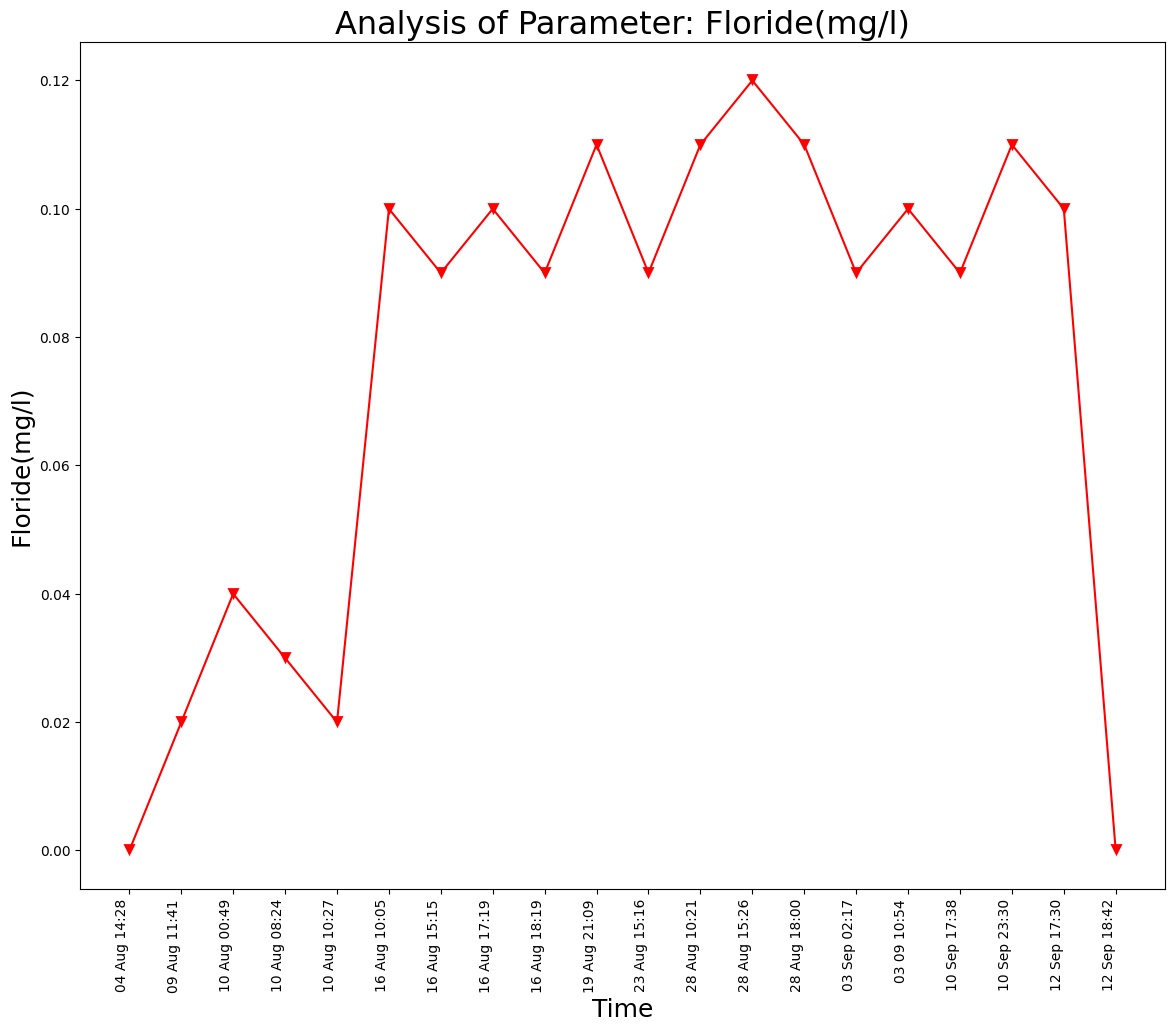 Analysis of Parameter: Floride(mg/l)
Floride(mg/l)
0.12
0.10
0.08
0.06
0.04
0.02
0.00
04 Aug 14:28
09 Aug 11:41
10 Aug 00:49
10 Aug 08:24
10 Aug 10:27
16 Aug 10:05
16 Aug 15:15
16 Aug 17:19
16 Aug 18:19
19 Aug 21:09
23 Aug 15:16
28 Aug 10:21
28 Aug 15:26
28 Aug 18:00
03 Sep 02:17
03 09 10:54
10 Sep 17:38
10 Sep 23:30
12 Sep 17:30
12 Sep 18:42
Time